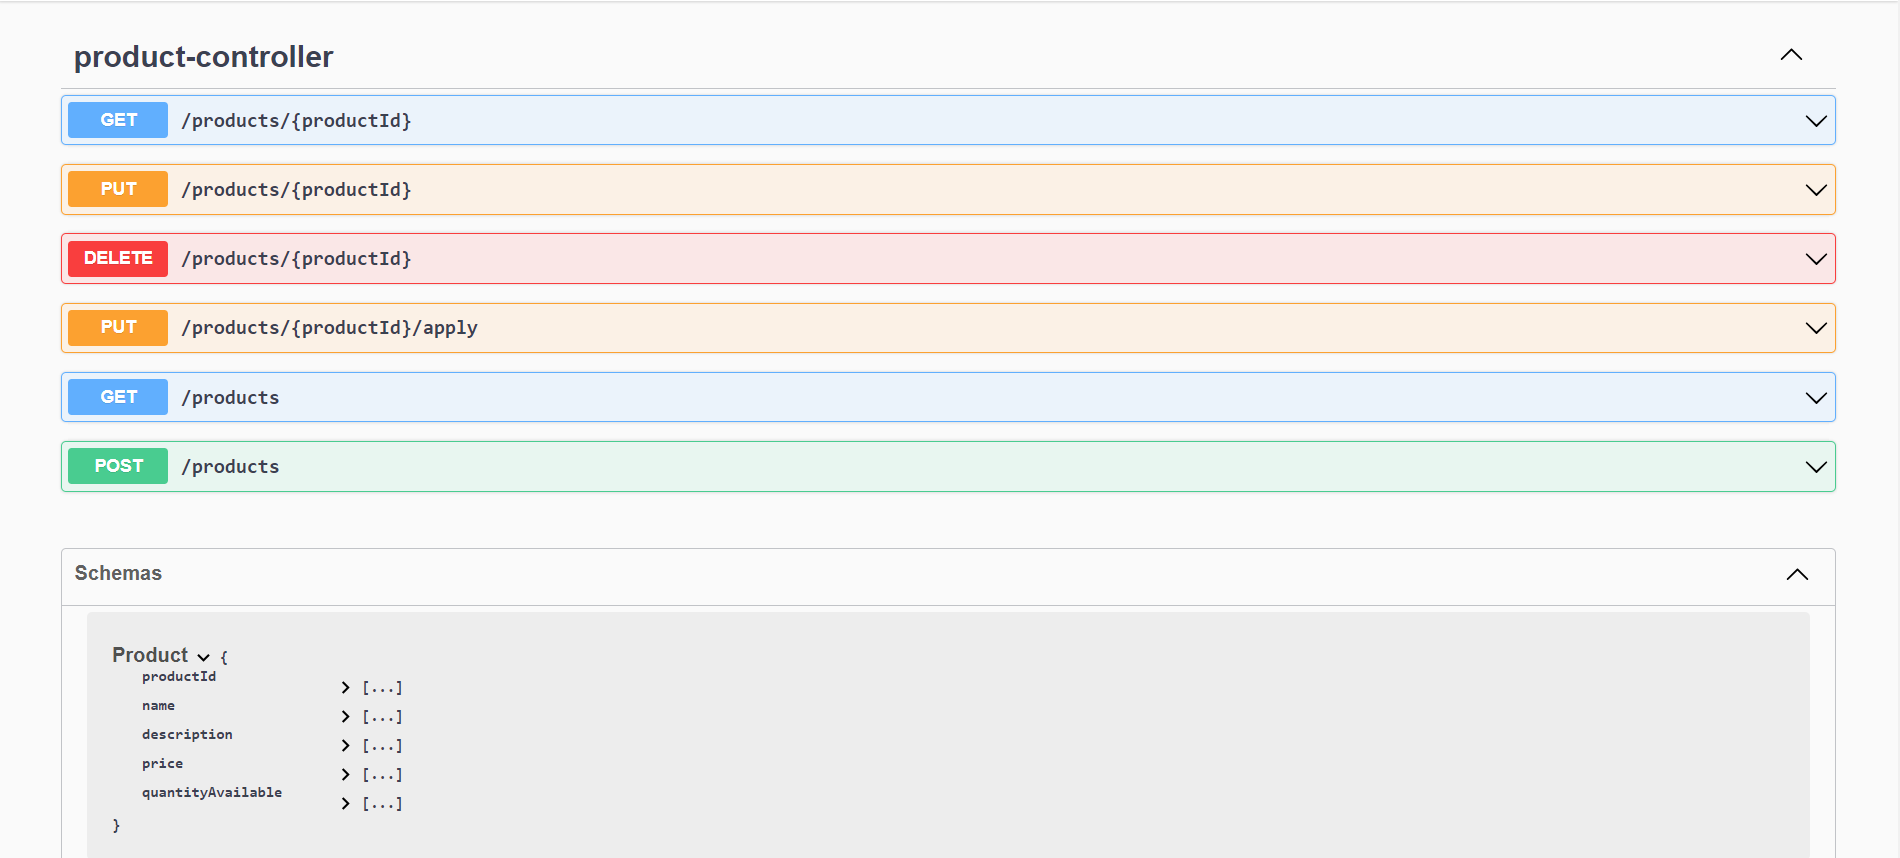 product-controller
GET /products/{productId}
PUT /products/{productId}
DELETE /products/{productId}
PUT /products/{productId}/apply
GET /products
POST /products
Schemas
Product {
productId [...]
name [...]
description [...]
price [...]
quantityAvailable [...]
}